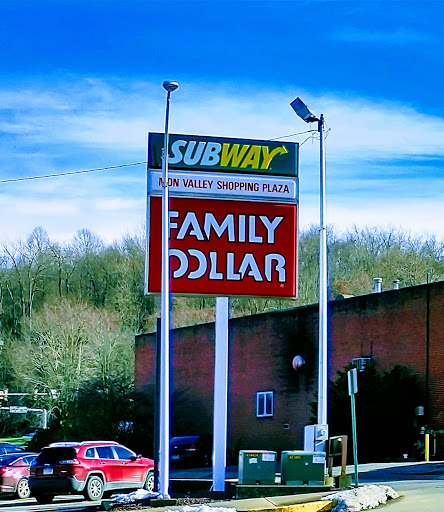 SUBWAY
MON VALLEY SHOPPING PLAZA
FAMILY
DOLLAR